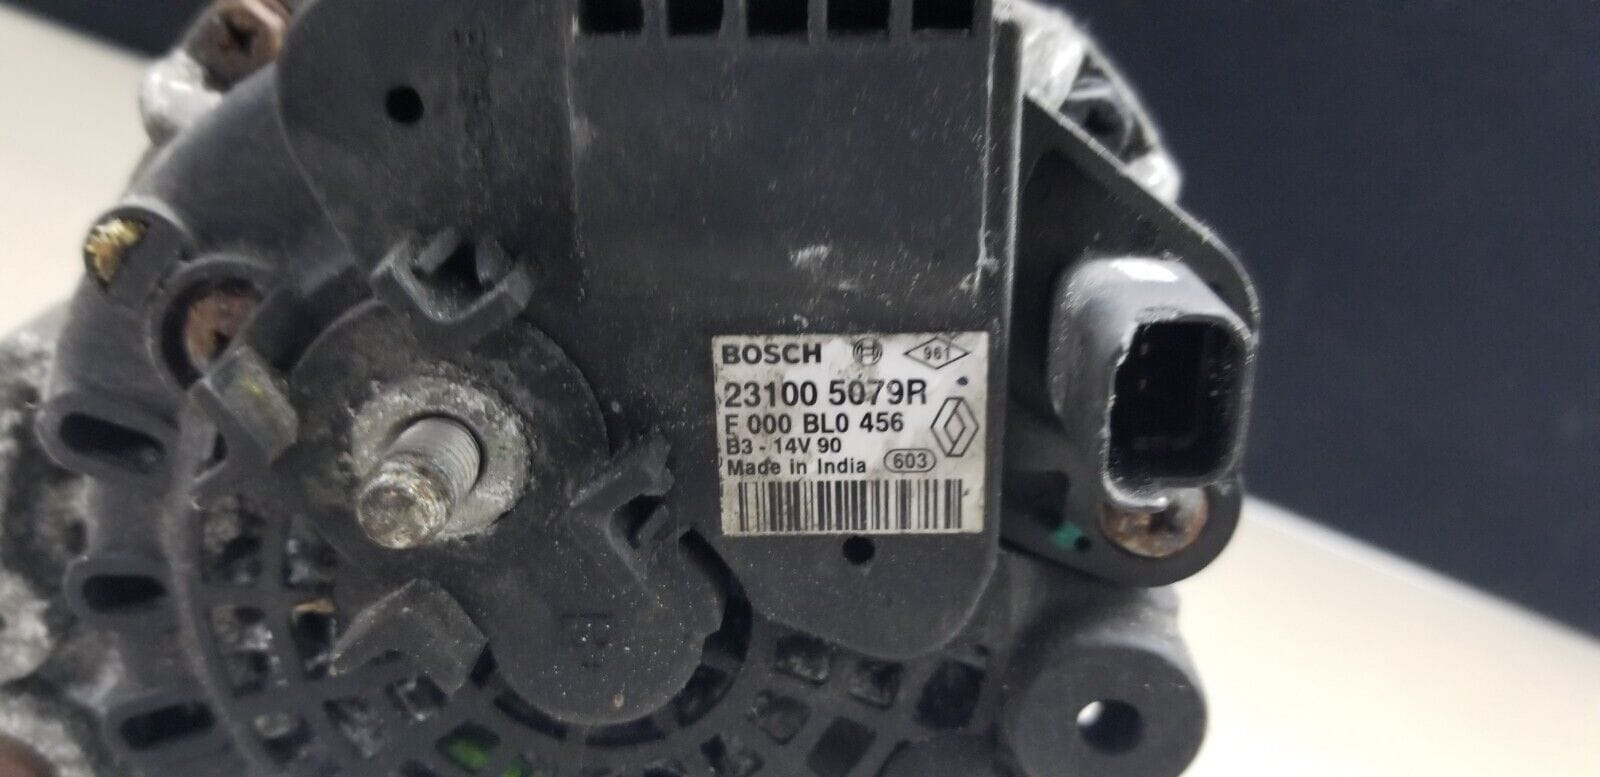 BOSCH 961
23100 5079R
F 000 BL0 456
B3 - 14V 90
Made in India 603